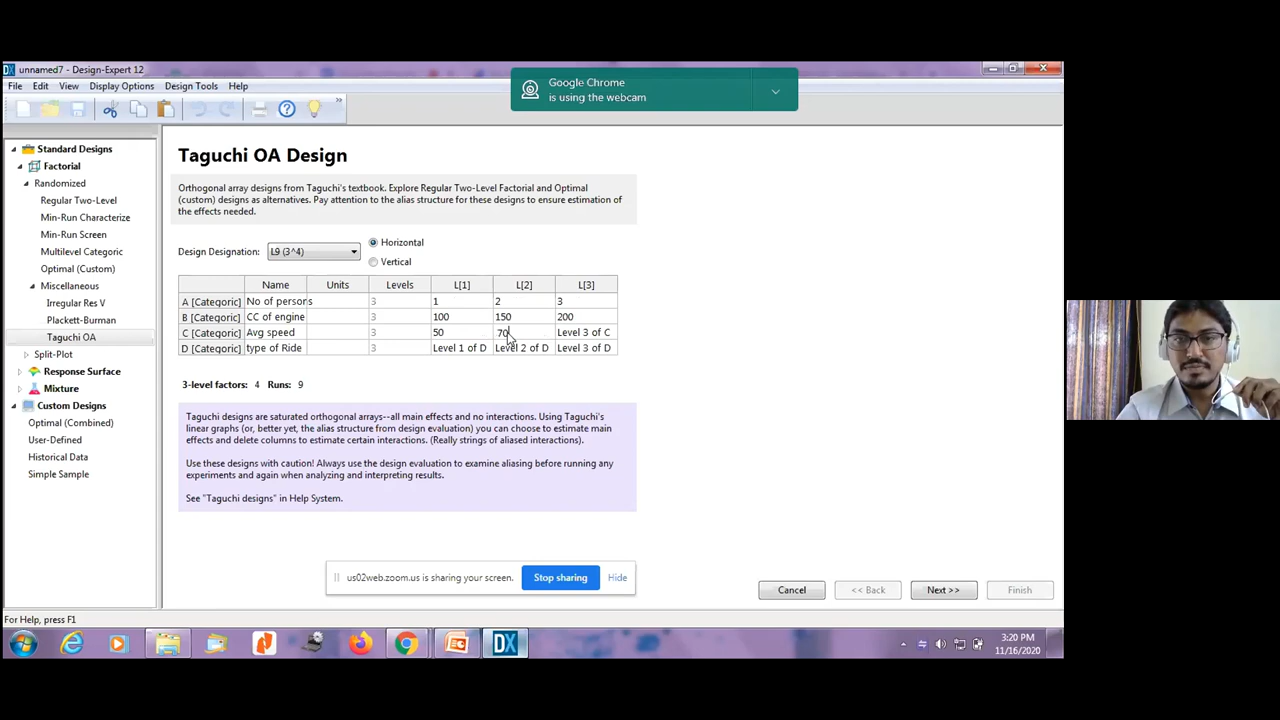 unnamed7 - Design-Expert 12
File Edit View Display Options Design Tools Help
Google Chrome
is using the webcam
Standard Designs
Factorial
Randomized
Regular Two-Level
Min-Run Characterize
Min-Run Screen
Multilevel Categoric
Optimal (Custom)
Miscellaneous
Irregular Res V
Plackett-Burman
Taguchi OA
Split-Plot
Response Surface
Mixture
Custom Designs
Optimal (Combined)
User-Defined
Historical Data
Simple Sample
Taguchi OA Design
Orthogonal array designs from Taguchi's textbook. Explore Regular Two-Level Factorial and Optimal
(custom) designs as alternatives. Pay attention to the alias structure for these designs to ensure estimation
of the effects needed.
Design Designation: L9 (3^4) Horizontal
Vertical
Name Units Levels L[1] L[2] L[3]
A [Categoric] No of persons 3 1 2 3
B [Categoric] CC of engine 3 100 150 200
C [Categoric] Avg speed 3 50 70 Level 3 of C
D [Categoric] type of Ride 3 Level 1 of D Level 2 of D Level 3 of D
3-level factors: 4 Runs: 9
Taguchi designs are saturated orthogonal arrays--all main effects and no interactions. Using Taguchi's
linear graphs (or, better yet, the alias structure from design evaluation) you can choose to estimate main
effects and delete columns to estimate certain interactions. (Really strings of aliased interactions).
Use these designs with caution! Always use the design evaluation to examine aliasing before running any
experiments and again when analyzing and interpreting results.
See "Taguchi designs" in Help System.
us02web.zoom.us is sharing your screen. Stop sharing Hide
Cancel << Back Next >> Finish
For Help, press F1
3:20 PM
11/16/2020